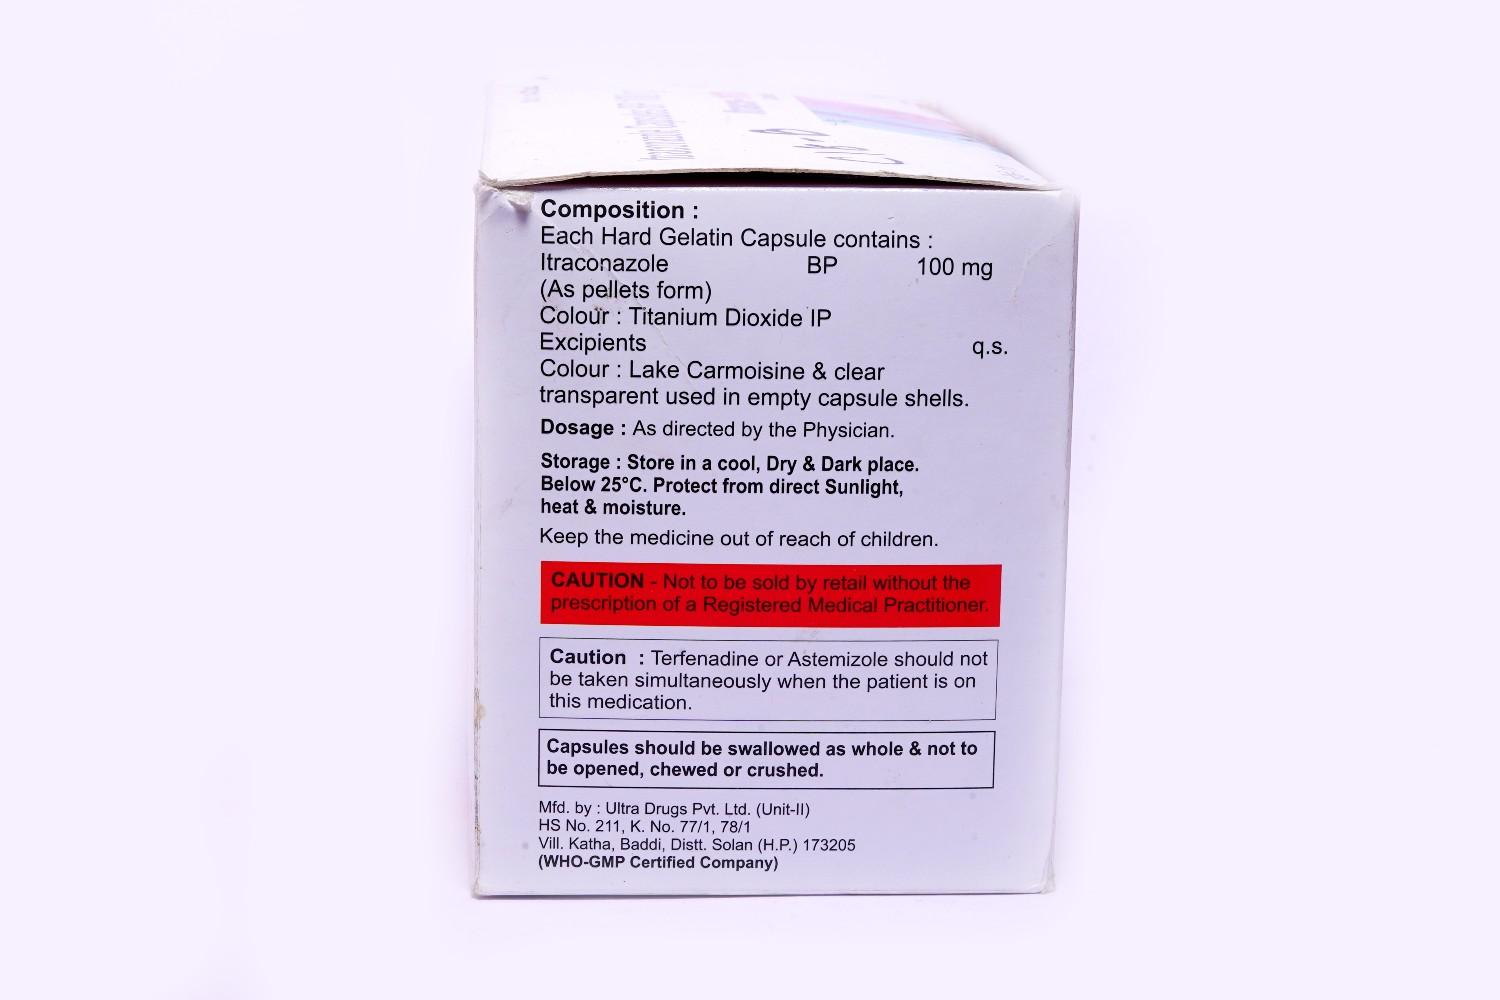 Composition :
Each Hard Gelatin Capsule contains :
Itraconazole BP 100 mg
(As pellets form)
Colour : Titanium Dioxide IP
Excipients q.s.
Colour : Lake Carmoisine & clear
transparent used in empty capsule shells.
Dosage : As directed by the Physician.
Storage : Store in a cool, Dry & Dark place.
Below 25°C. Protect from direct Sunlight,
heat & moisture.
Keep the medicine out of reach of children.
CAUTION - Not to be sold by retail without the
prescription of a Registered Medical Practitioner.
Caution : Terfenadine or Astemizole should not
be taken simultaneously when the patient is on
this medication.
Capsules should be swallowed as whole & not to
be opened, chewed or crushed.
Mfd. by : Ultra Drugs Pvt. Ltd. (Unit-II)
HS No. 211, K. No. 77/1, 78/1
Vill. Katha, Baddi, Distt. Solan (H.P.) 173205
(WHO-GMP Certified Company)